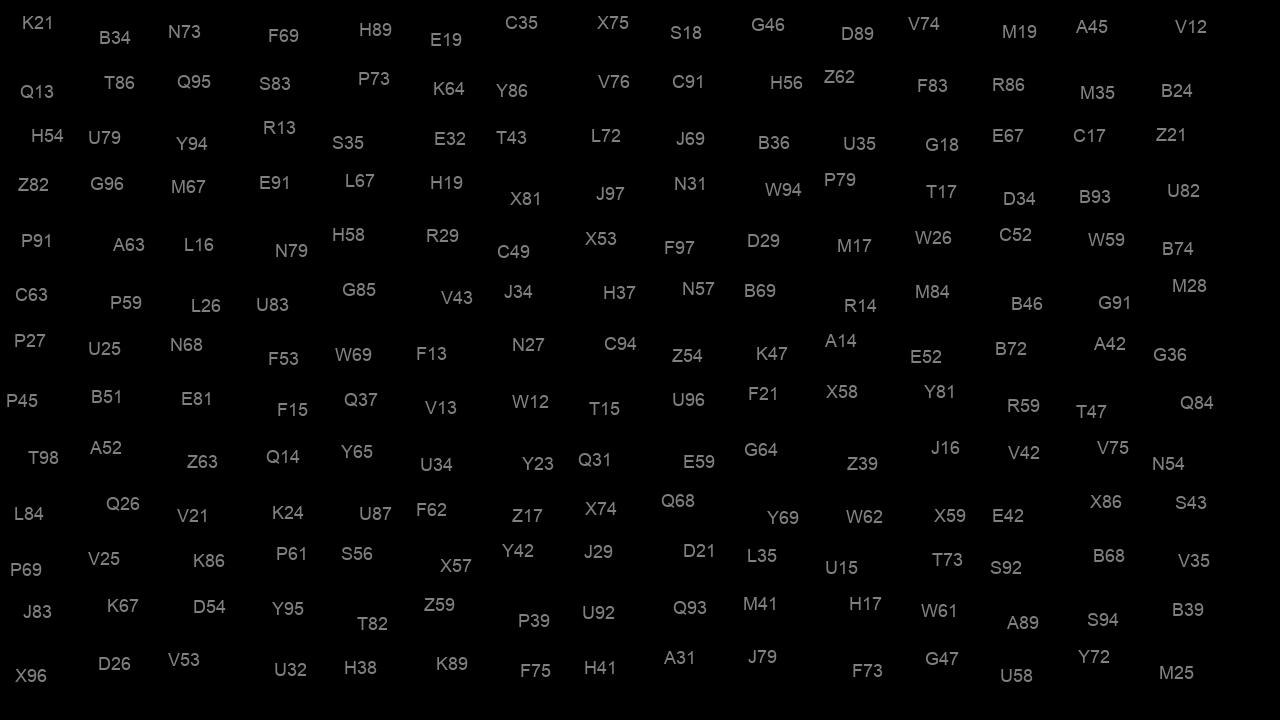 K21 B34 N73 F69 H89 E19 C35 X75 S18 G46 D89 V74 M19 A45 V12
Q13 T86 Q95 S83 P73 K64 Y86 V76 C91 H56 Z62 F83 R86 M35 B24
H54 U79 Y94 R13 S35 E32 T43 L72 J69 B36 U35 G18 E67 C17 Z21
Z82 G96 M67 E91 L67 H19 X81 J97 N31 W94 P79 T17 D34 B93 U82
P91 A63 L16 N79 H58 R29 C49 X53 F97 D29 M17 W26 C52 W59 B74
C63 P59 L26 U83 G85 V43 J34 H37 N57 B69 R14 M84 B46 G91 M28
P27 U25 N68 F53 W69 F13 N27 C94 Z54 K47 A14 E52 B72 A42 G36
P45 B51 E81 F15 Q37 V13 W12 T15 U96 F21 X58 Y81 R59 T47 Q84
T98 A52 Z63 Q14 Y65 U34 Y23 Q31 E59 G64 Z39 J16 V42 V75 N54
L84 Q26 V21 K24 U87 F62 Z17 X74 Q68 Y69 W62 X59 E42 X86 S43
P69 V25 K86 P61 S56 X57 Y42 J29 D21 L35 U15 T73 S92 B68 V35
J83 K67 D54 Y95 T82 Z59 P39 U92 Q93 M41 H17 W61 A89 S94 B39
X96 D26 V53 U32 H38 K89 F75 H41 A31 J79 F73 G47 U58 Y72 M25